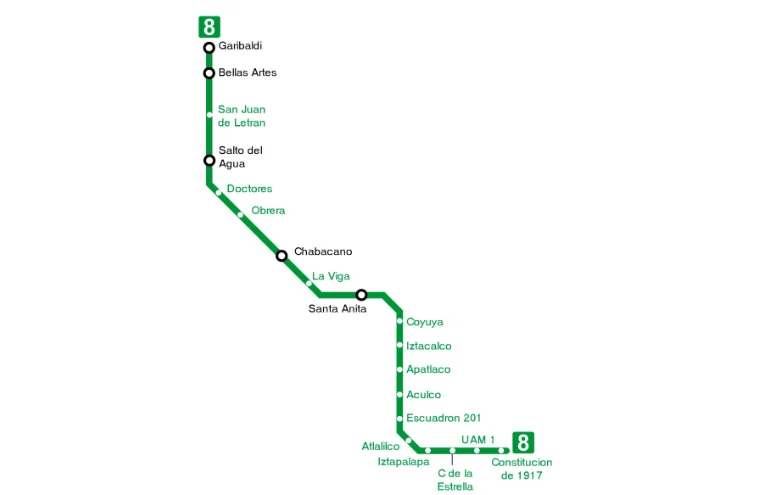 8
Garibaldi
Bellas Artes
San Juan
de Letran
Salto del
Agua
Doctores
Obrera
Chabacano
La Viga
Santa Anita
Coyuya
Iztacalco
Apatlaco
Aculco
Escuadron 201
Atlalilco
Iztapalapa
C de la
Estrella
UAM 1
Constitucion
de 1917
8